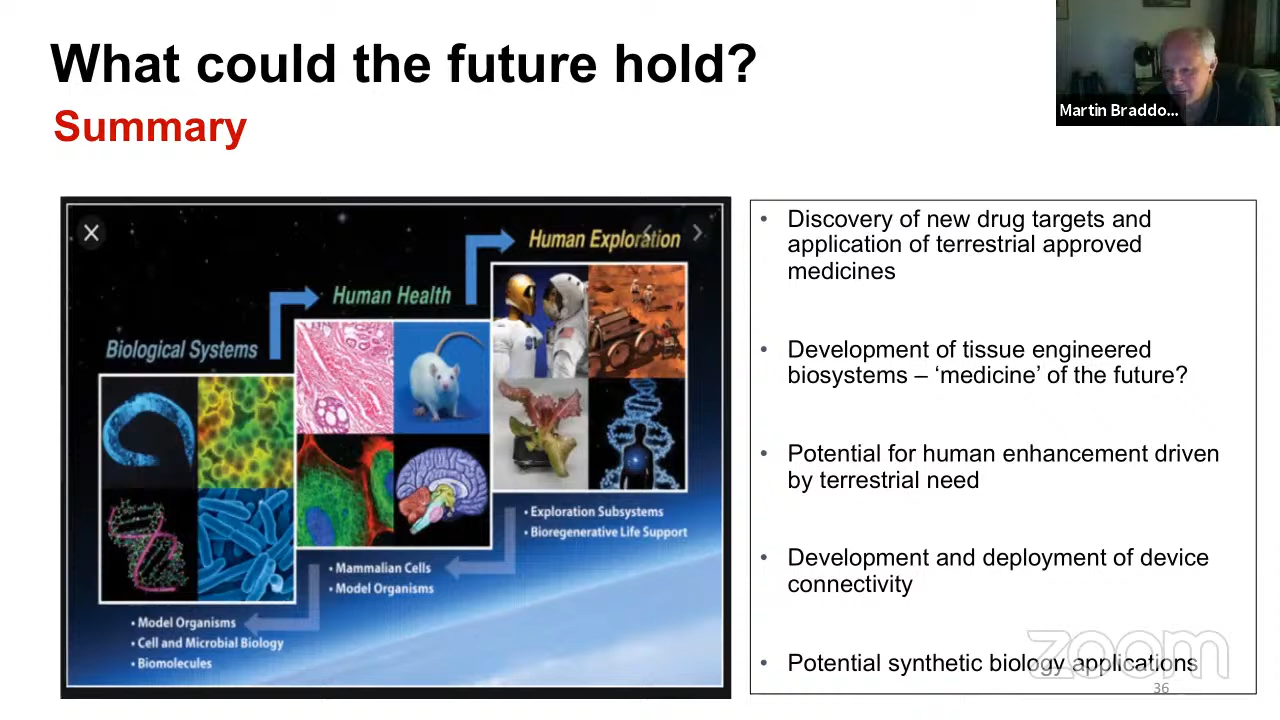 What could the future hold?
Summary
Martin Braddo...
Human Exploration
Human Health
Biological Systems
• Exploration Subsystems
• Bioregenerative Life Support
• Mammalian Cells
• Model Organisms
• Model Organisms
• Cell and Microbial Biology
• Biomolecules
• Discovery of new drug targets and
application of terrestrial approved
medicines
• Development of tissue engineered
biosystems – ‘medicine’ of the future?
• Potential for human enhancement driven
by terrestrial need
• Development and deployment of device
connectivity
• Potential synthetic biology applications
zoom
36